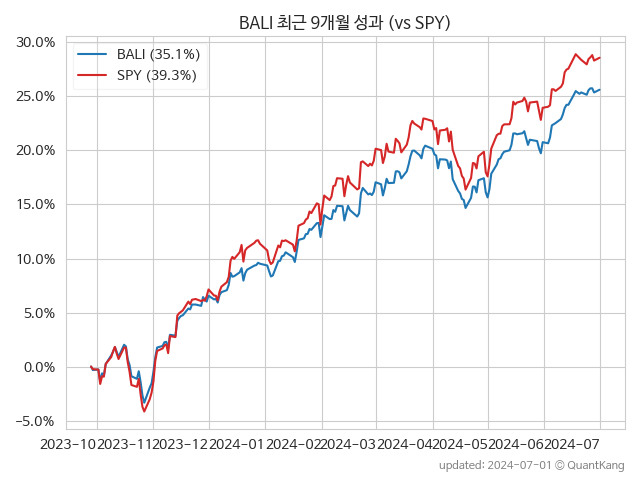 BALI 최근 9개월 성과 (vs SPY)
BALI (35.1%)
SPY (39.3%)
30.0%
25.0%
20.0%
15.0%
10.0%
5.0%
0.0%
−5.0%
2023-10 2023-11 2023-12 2024-01 2024-02 2024-03 2024-04 2024-05 2024-06 2024-07
updated: 2024-07-01 © QuantKang